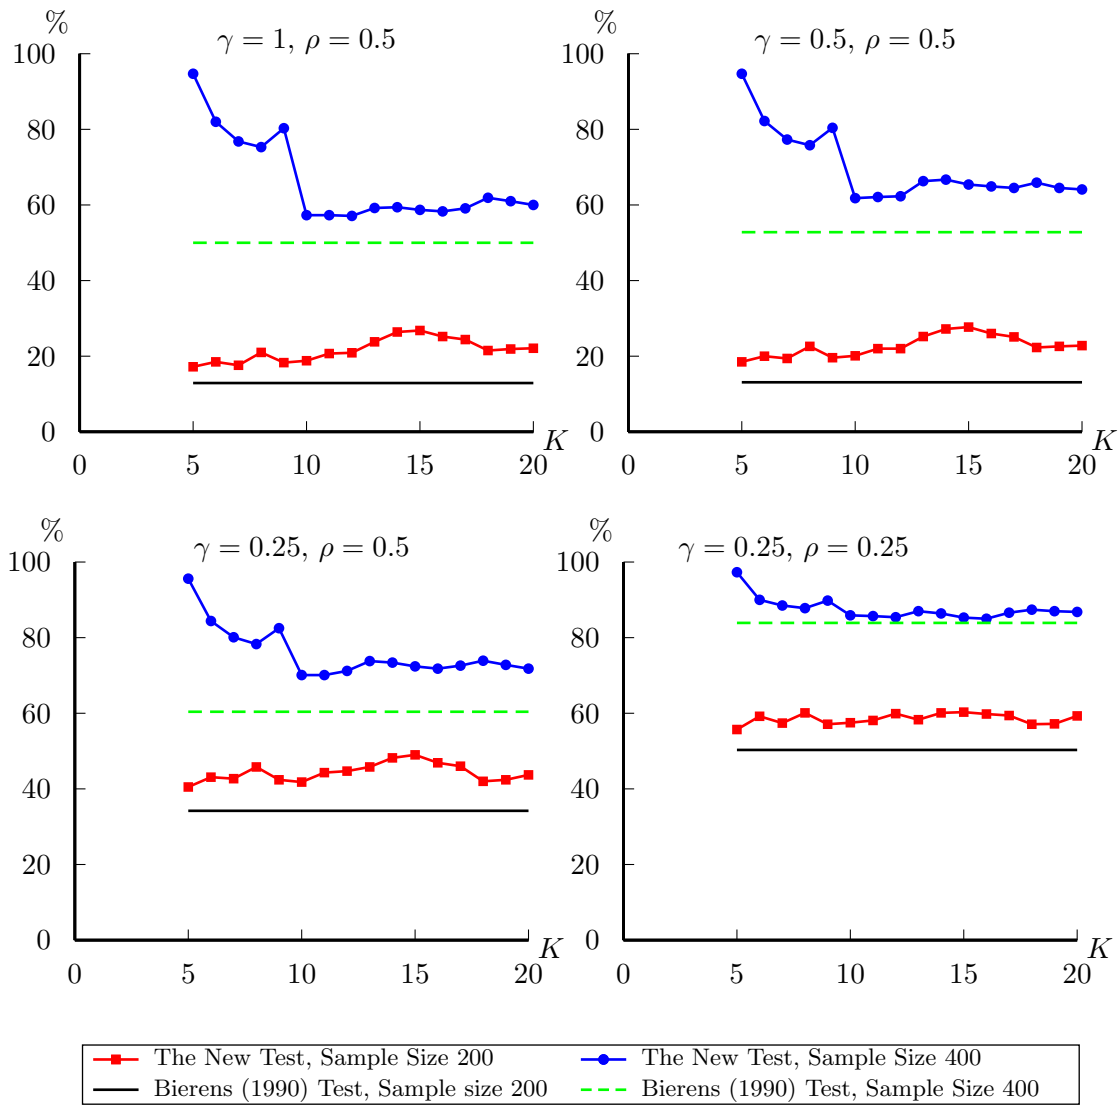 %
γ = 1, ρ = 0.5
100
80
60
40
20
0
K
0 5 10 15 20
%
γ = 0.5, ρ = 0.5
100
80
60
40
20
0
K
0 5 10 15 20
%
γ = 0.25, ρ = 0.5
100
80
60
40
20
0
K
0 5 10 15 20
%
γ = 0.25, ρ = 0.25
100
80
60
40
20
0
K
0 5 10 15 20
The New Test, Sample Size 200
The New Test, Sample Size 400
Bierens (1990) Test, Sample size 200
Bierens (1990) Test, Sample Size 400